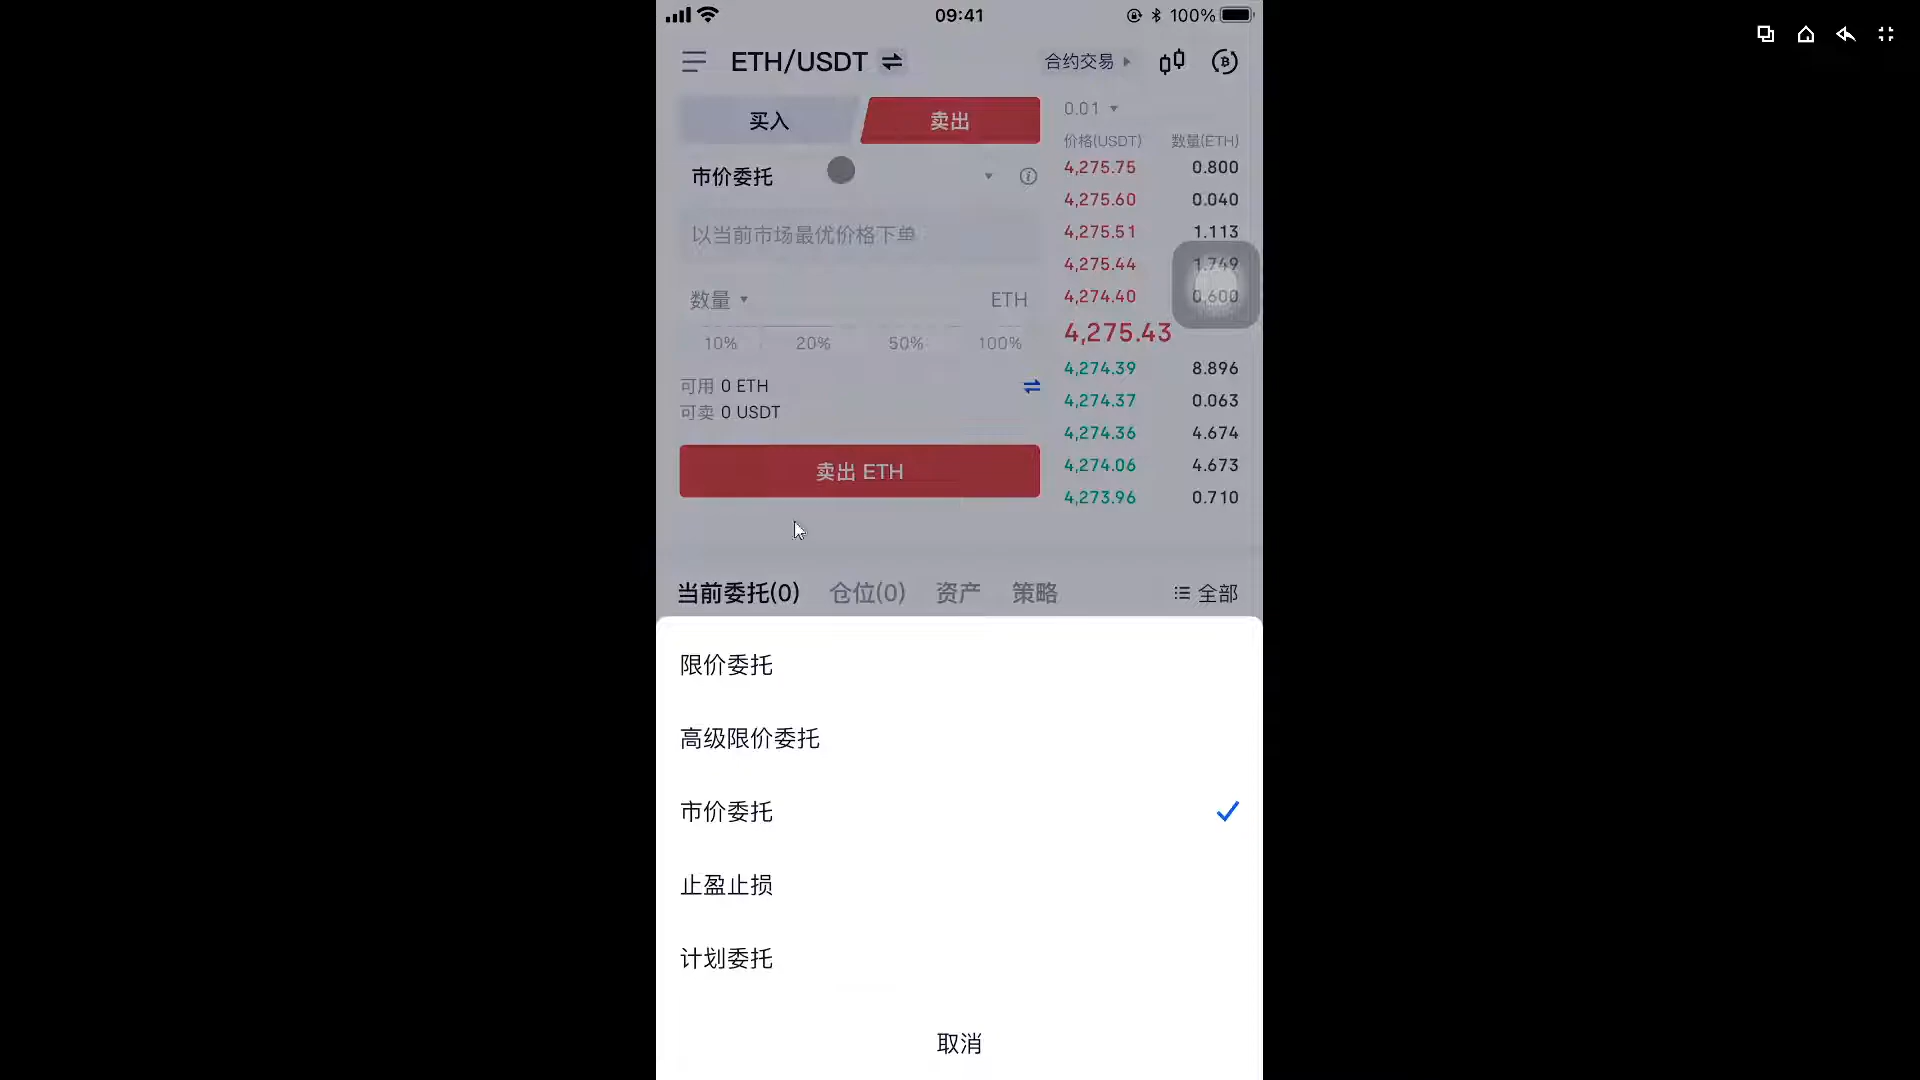 09:41 100%
ETH/USDT 合约交易
买入 卖出
0.01
价格(USDT) 数量(ETH)
市价委托
4,275.75 0.800
4,275.60 0.040
以当前市场最优价格下单
4,275.51 1.113
4,275.44 1.749
数量 ETH
4,274.40 0.600
10% 20% 50% 100%
4,275.43
可用 0 ETH
4,274.39 8.896
可卖 0 USDT
4,274.37 0.063
4,274.36 4.674
卖出 ETH
4,274.06 4.673
4,273.96 0.710
当前委托(0) 仓位(0) 资产 策略 全部
限价委托
高级限价委托
市价委托
止盈止损
计划委托
取消